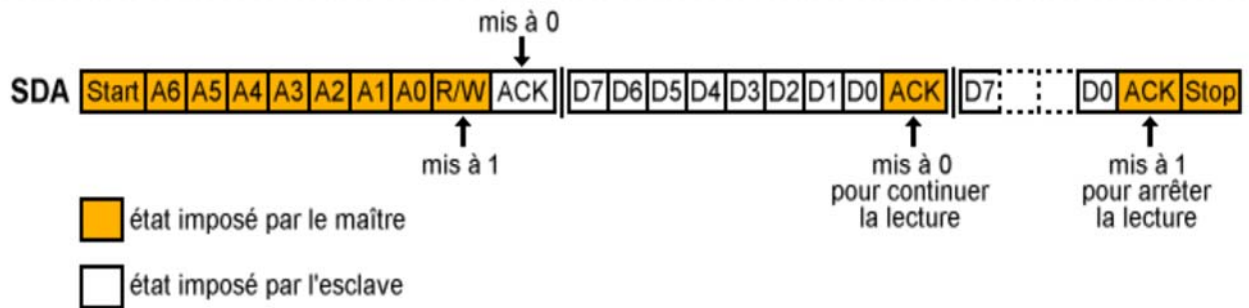 mis à 0
SDA Start A6 A5 A4 A3 A2 A1 A0 R/W ACK D7 D6 D5 D4 D3 D2 D1 D0 ACK D7 D0 ACK Stop
mis à 1
mis à 0
pour continuer
la lecture
mis à 1
pour arrêter
la lecture
état imposé par le maître
état imposé par l'esclave